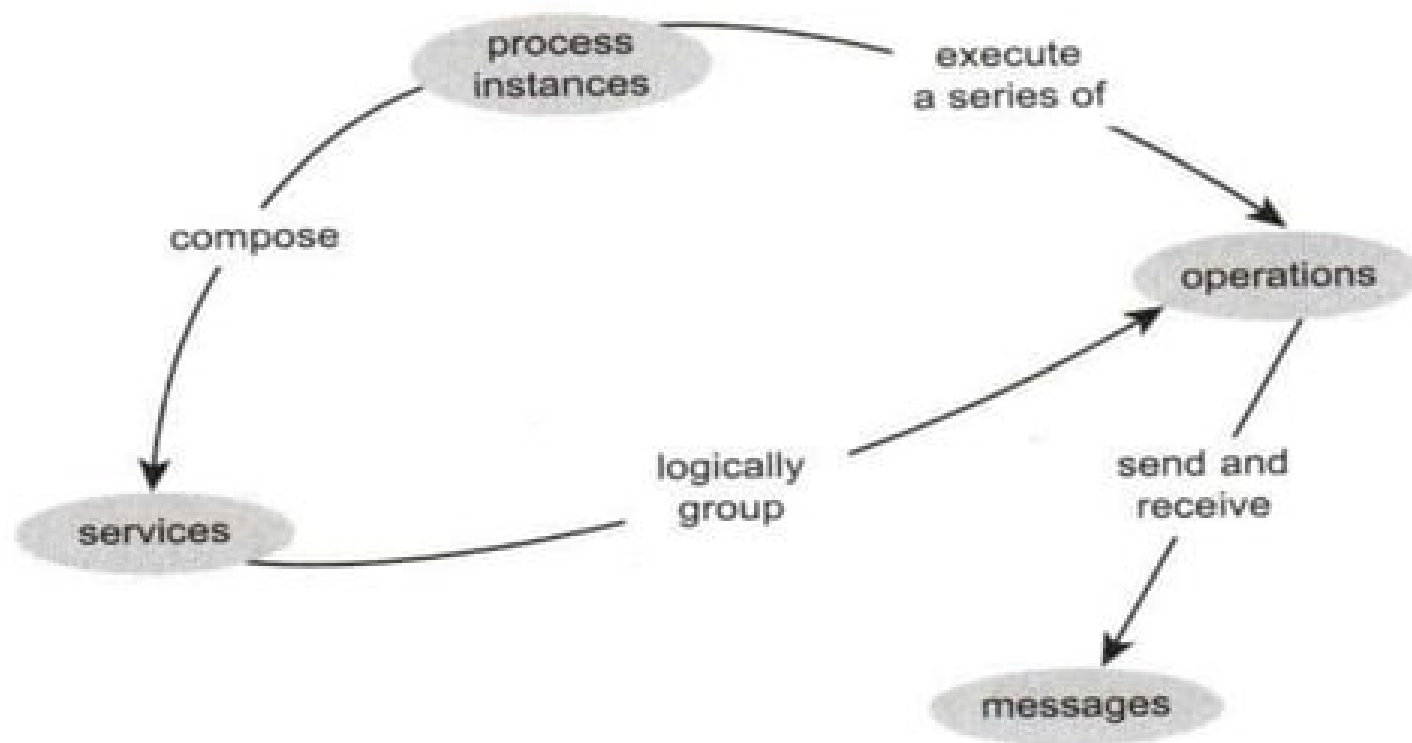 process
instances
execute
a series of
compose
operations
logically
group
send and
receive
services
messages